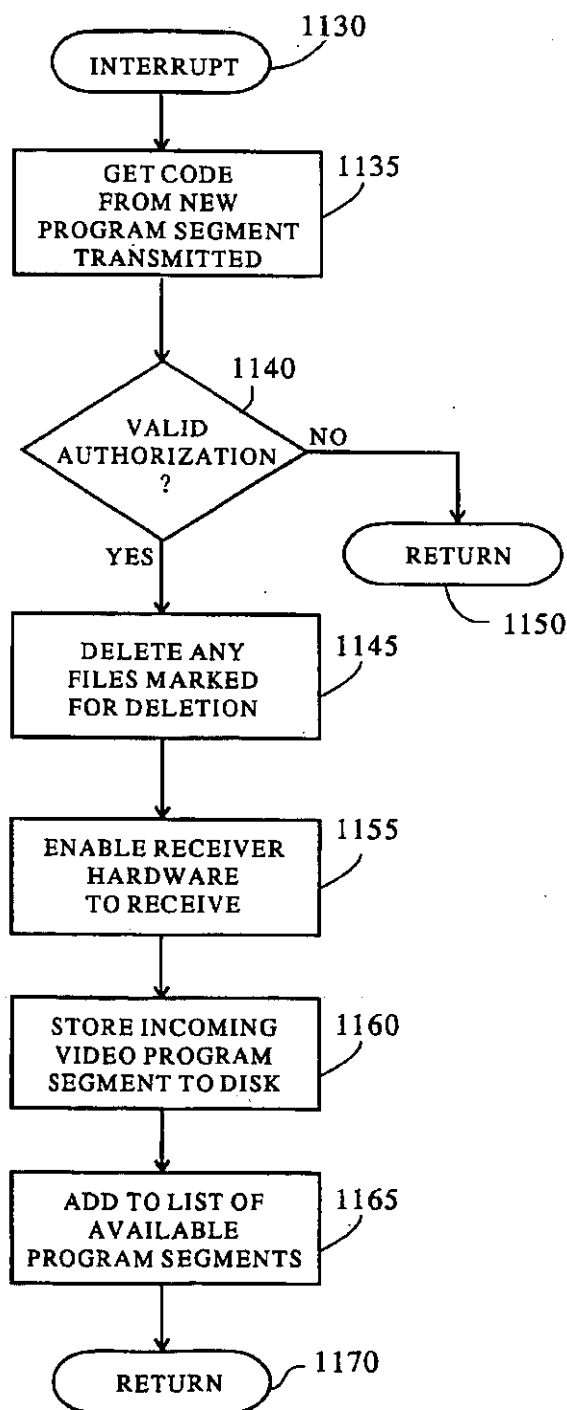 1130
INTERRUPT
1135
GET CODE
FROM NEW
PROGRAM SEGMENT
TRANSMITTED
1140
VALID
AUTHORIZATION
?
NO
YES
RETURN
1150
DELETE ANY
FILES MARKED
FOR DELETION
1145
ENABLE RECEIVER
HARDWARE
TO RECEIVE
1155
STORE INCOMING
VIDEO PROGRAM
SEGMENT TO DISK
1160
ADD TO LIST OF
AVAILABLE
PROGRAM SEGMENTS
1165
RETURN
1170